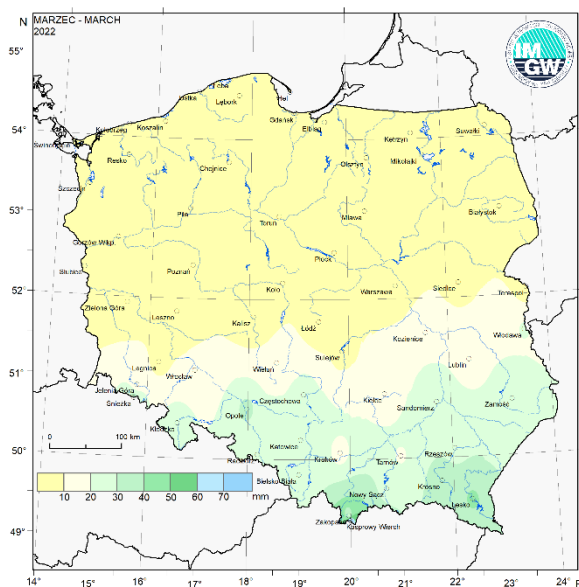 N
MARZEC - MARCH
2022
IMGW
55°
Łeba
Ustka
Lębork
Hel
Gdańsk
Elbląg
Kętrzyn
Suwałki
54°
Kołobrzeg
Koszalin
Świnoujście
Resko
Chojnice
Olsztyn
Mikołajki
Szczecin
53°
Piła
Toruń
Mława
Białystok
Gorzów Wlkp
Słubice
Poznań
Koło
Płock
Warszawa
Siedlce
Terespol
52°
Zielona Góra
Leszno
Kalisz
Łódź
Kozienice
Włodawa
Sulejów
Legnica
Wrocław
Wieluń
Lublin
51°
Jelenia Góra
Śnieżka
Częstochowa
Kielce
Sandomierz
Zamość
Opole
Kłodzko
0 100 km
Katowice
Kraków
Tarnów
Rzeszów
50°
Racibórz
Bielsko-Biała
Nowy Sącz
Krosno
Lesko
10 20 30 40 50 60 70 mm
Zakopane
Kasprowy Wierch
49°
14° 15° 16° 17° 18° 19° 20° 21° 22° 23° 24° E